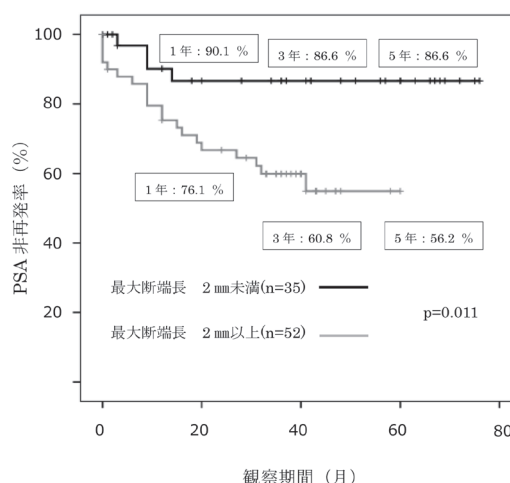 100
80
60
40
20
PSA 非再発率 (%)
1 年 : 90.1 %
3 年 : 86.6 %
5 年 : 86.6 %
1 年 : 76.1 %
3 年 : 60.8 %
5 年 : 56.2 %
最大断端長 2 ㎜未満(n=35)
最大断端長 2 ㎜以上(n=52)
p=0.011
0 20 40 60 80
観察期間（月）